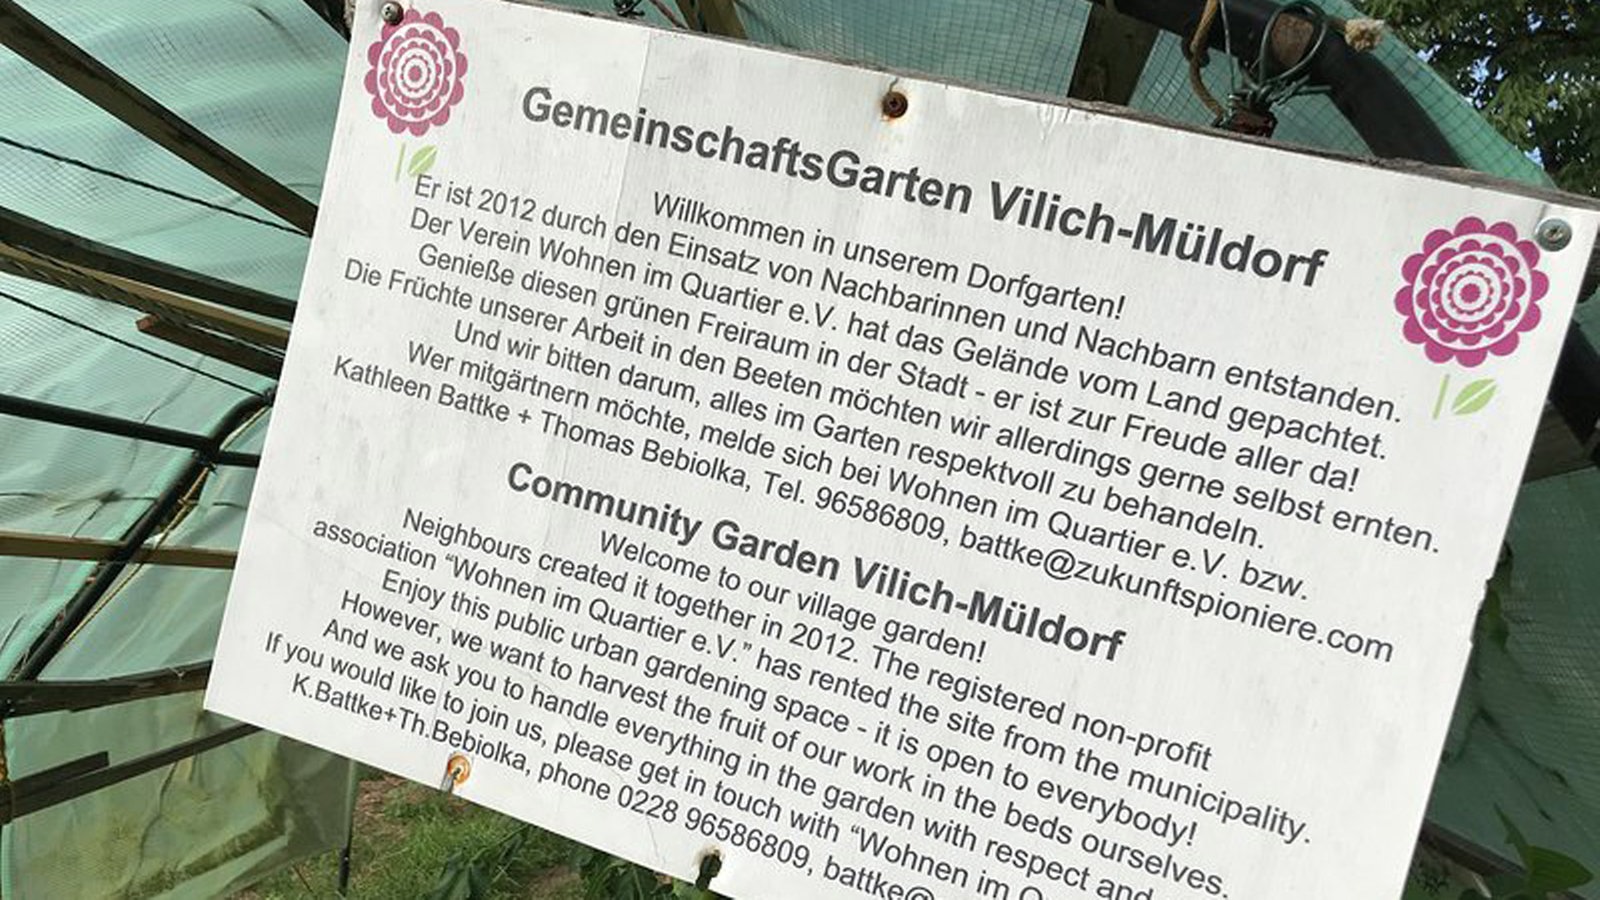 GemeinschaftsGarten Vilich-Müldorf
Willkommen in unserem Dorfgarten!
Er ist 2012 durch den Einsatz von Nachbarinnen und Nachbarn entstanden.
Der Verein Wohnen im Quartier e.V. hat das Gelände vom Land gepachtet.
Genieße diesen grünen Freiraum in der Stadt - er ist zur Freude aller da!
Die Früchte unserer Arbeit in den Beeten möchten wir allerdings gerne selbst ernten.
Und wir bitten darum, alles im Garten respektvoll zu behandeln.
Wer mitgärtnern möchte, melde sich bei Wohnen im Quartier e.V. bzw.
Kathleen Battke + Thomas Bebiolka, Tel. 96586809, battke@zukunftspioniere.com
Community Garden Vilich-Müldorf
Welcome to our village garden!
Neighbours created it together in 2012. The registered non-profit
association “Wohnen im Quartier e.V.” has rented the site from the municipality.
Enjoy this public urban gardening space - it is open to everybody!
However, we want to harvest the fruit of our work in the beds ourselves.
And we ask you to handle everything in the garden with respect and
If you would like to join us, please get in touch with “Wohnen im
K.Battke+Th.Bebiolka, phone 0228 96586809, battke@